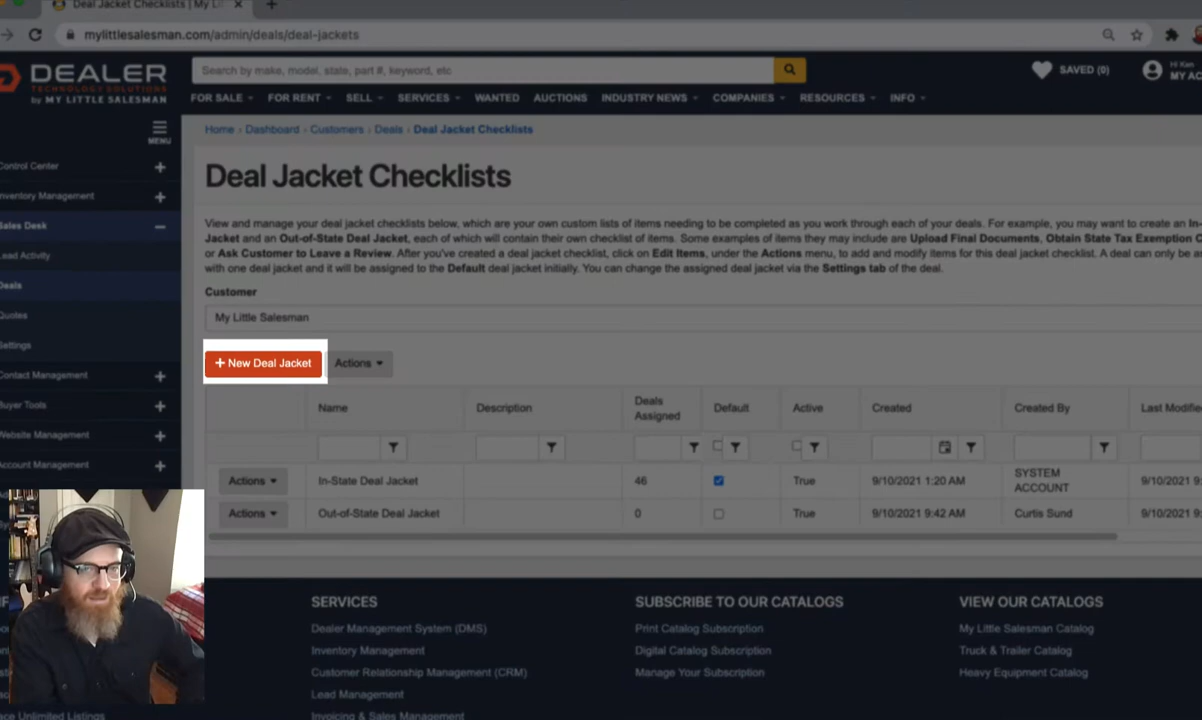 Deal Jacket Checklists | My Li
mylittlesalesman.com/admin/deals/deal-jackets
DEALER
TECHNOLOGY SOLUTIONS
by MY LITTLE SALESMAN
Search by make, model, state, part #, keyword, etc
SAVED (0)
Hi Ken
MY AC
FOR SALE
FOR RENT
SELL
SERVICES
WANTED
AUCTIONS
INDUSTRY NEWS
COMPANIES
RESOURCES
INFO
MENU
Control Center
Inventory Management
Sales Desk
Lead Activity
Deals
Quotes
Settings
Contact Management
Buyer Tools
Website Management
Account Management
Home › Dashboard › Customers › Deals › Deal Jacket Checklists
Deal Jacket Checklists
View and manage your deal jacket checklists below, which are your own custom lists of items needing to be completed as you work through each of your deals. For example, you may want to create an In-
Jacket and an Out-of-State Deal Jacket, each of which will contain their own checklist of items. Some examples of items they may include are Upload Final Documents, Obtain State Tax Exemption C
or Ask Customer to Leave a Review. After you've created a deal jacket checklist, click on Edit Items, under the Actions menu, to add and modify items for this deal jacket checklist. A deal can only be as
with one deal jacket and it will be assigned to the Default deal jacket initially. You can change the assigned deal jacket via the Settings tab of the deal.
Customer
My Little Salesman
+ New Deal Jacket
Actions
Name
Description
Deals
Assigned
Default
Active
Created
Created By
Last Modifie
Actions
In-State Deal Jacket
46
True
9/10/2021 1:20 AM
SYSTEM
ACCOUNT
9/10/2021 9:
Actions
Out-of-State Deal Jacket
0
True
9/10/2021 9:42 AM
Curtis Sund
9/10/2021 9:
SERVICES
Dealer Management System (DMS)
Inventory Management
Customer Relationship Management (CRM)
Lead Management
Invoicing & Sales Management
SUBSCRIBE TO OUR CATALOGS
Print Catalog Subscription
Digital Catalog Subscription
Manage Your Subscription
VIEW OUR CATALOGS
My Little Salesman Catalog
Truck & Trailer Catalog
Heavy Equipment Catalog
ace Unlimited Listings